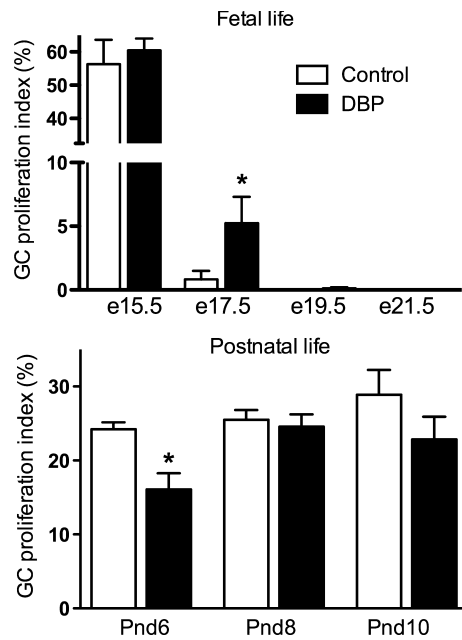 Fetal life
GC proliferation index (%)
60
50
40
10
5
0
Control
DBP
*
e15.5 e17.5 e19.5 e21.5
Postnatal life
GC proliferation index (%)
30
20
10
0
*
Pnd6 Pnd8 Pnd10